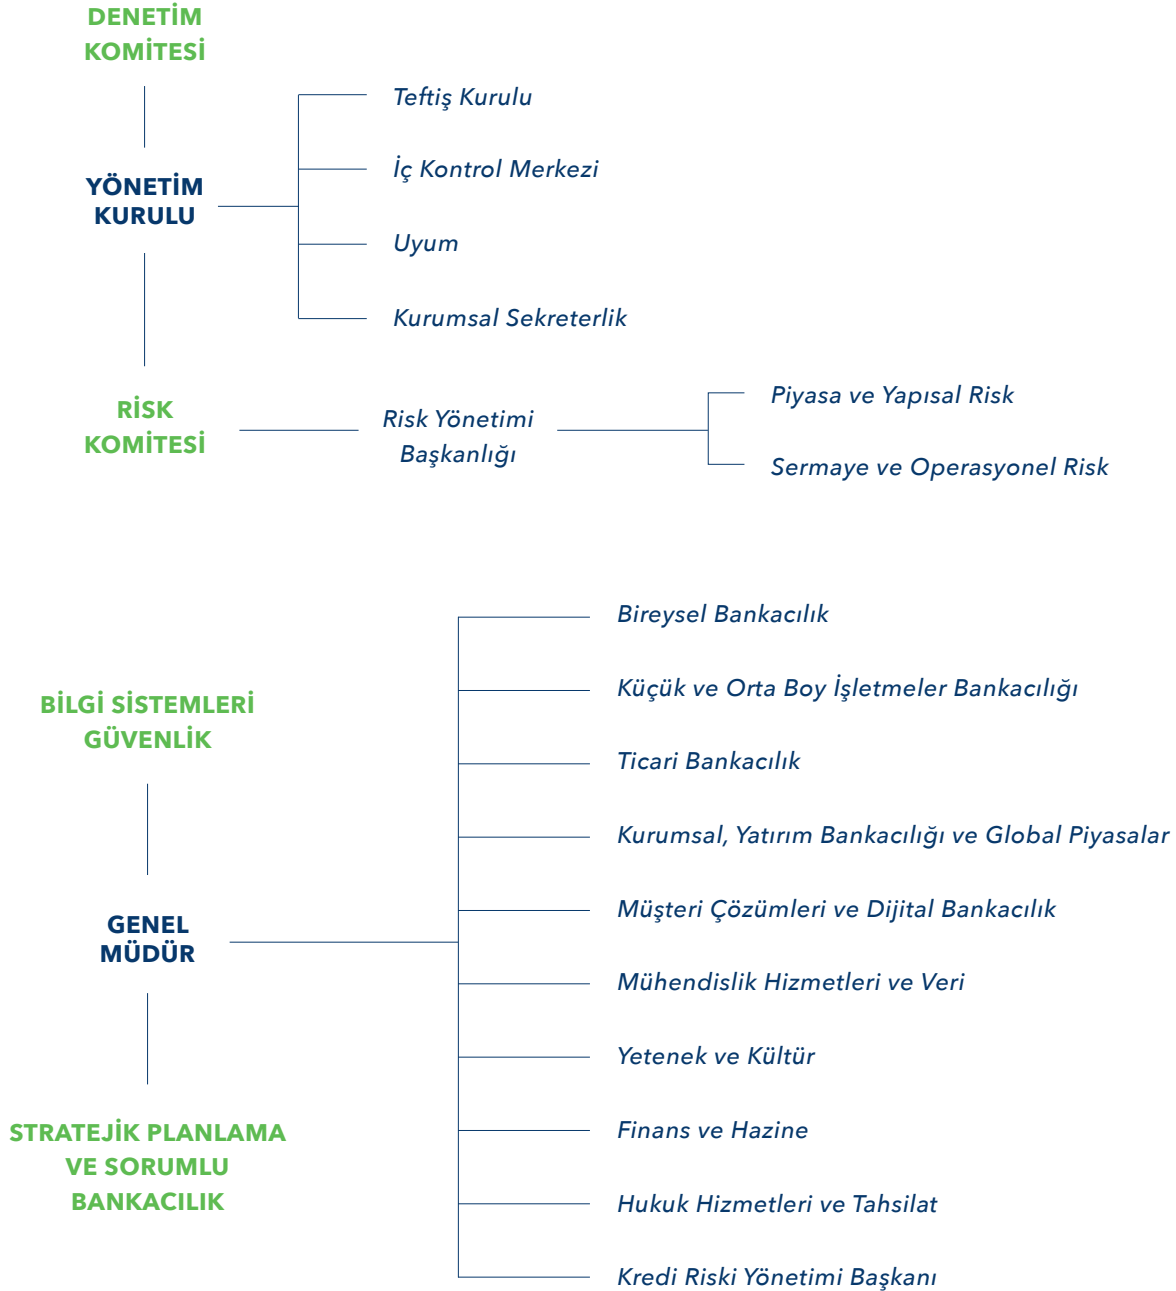 DENETİM
KOMİTESİ
Teftiş Kurulu
İç Kontrol Merkezi
YÖNETİM
KURULU
Uyum
Kurumsal Sekreterlik
RİSK
KOMİTESİ
Risk Yönetimi
Başkanlığı
Piyasa ve Yapısal Risk
Sermaye ve Operasyonel Risk
BİLGİ SİSTEMLERİ
GÜVENLİK
GENEL
MÜDÜR
STRATEJİK PLANLAMA
VE SORUMLU
BANKACILIK
Bireysel Bankacılık
Küçük ve Orta Boy İşletmeler Bankacılığı
Ticari Bankacılık
Kurumsal, Yatırım Bankacılığı ve Global Piyasalar
Müşteri Çözümleri ve Dijital Bankacılık
Mühendislik Hizmetleri ve Veri
Yetenek ve Kültür
Finans ve Hazine
Hukuk Hizmetleri ve Tahsilat
Kredi Riski Yönetimi Başkanı